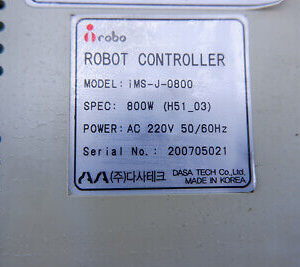 irobo
ROBOT CONTROLLER
MODEL: iMS-J-0800
SPEC: 800W (H51_03)
POWER: AC 220V 50/60Hz
Serial No.: 200705021
(주)다사테크
DASA TECH Co.,Ltd.
MADE IN KOREA